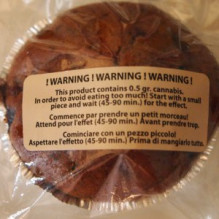 ! WARNING ! WARNING ! WARNING !
This product contains 0.5 gr. cannabis.
In order to avoid eating too much! Start with a small
piece and wait (45-90 min.) for the effect.
Commence par prendre un petit morceau!
Attend pour l'effet (45-90 min.) Avant prendre trop.
Cominciare con un pezzo piccolo!
Aspettare l'effetto (45-90 min.) Prima di mangiarlo tutto.